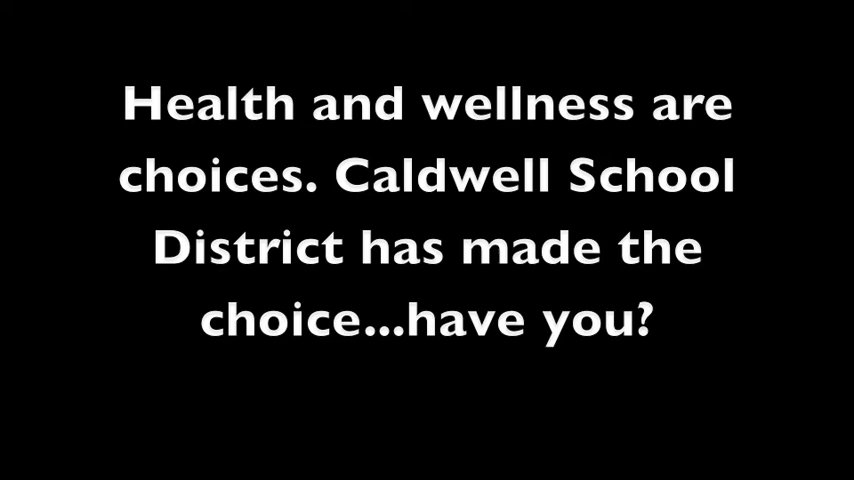 Health and wellness are
choices. Caldwell School
District has made the
choice...have you?